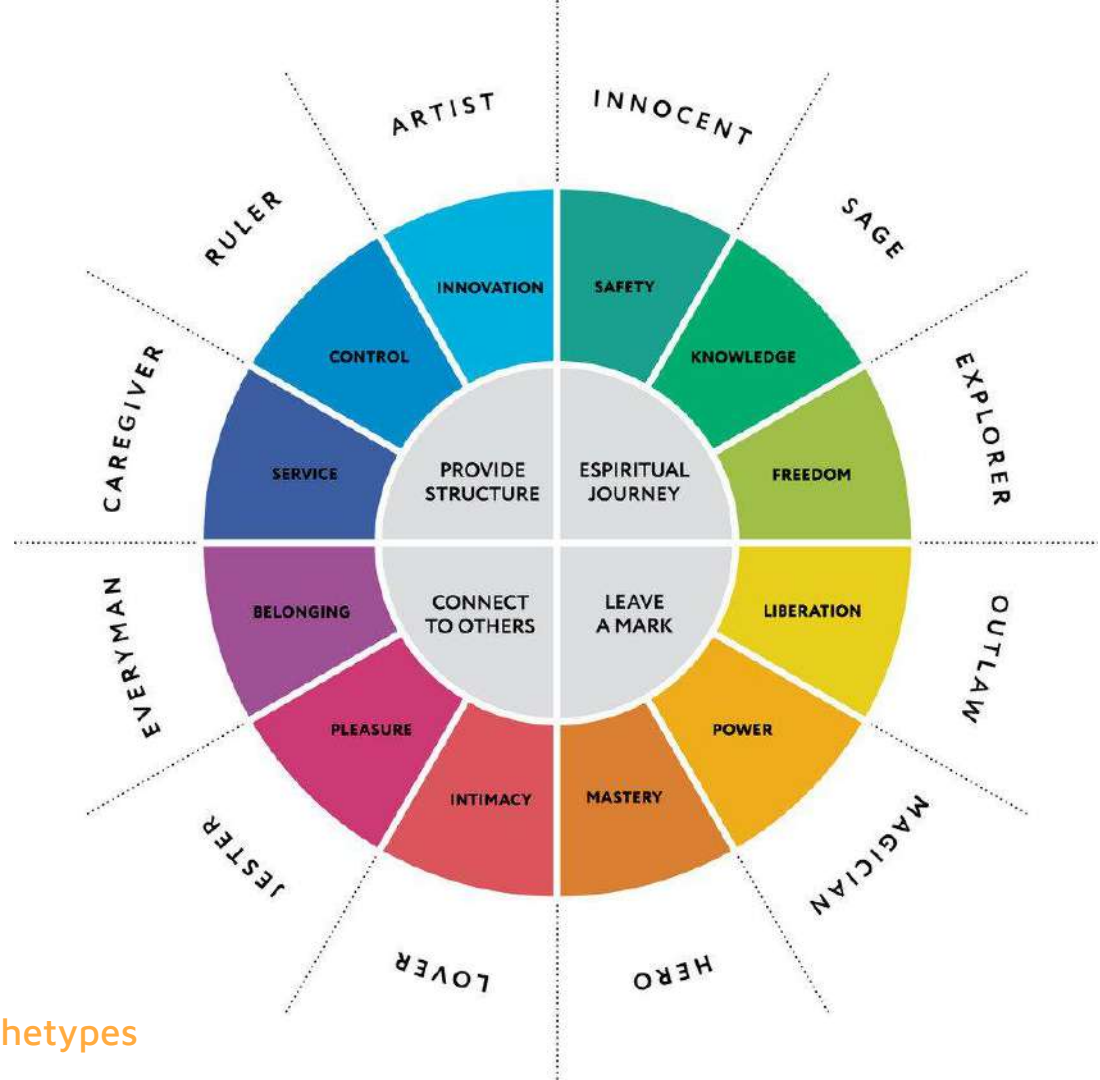 ARTIST
INNOCENT
RULER
SAGE
INNOVATION
SAFETY
CONTROL
KNOWLEDGE
CAREGIVER
EXPLORER
SERVICE
PROVIDE
STRUCTURE
ESPIRITUAL
JOURNEY
FREEDOM
EVERYMAN
BELONGING
CONNECT
TO OTHERS
LEAVE
A MARK
LIBERATION
OUTLAW
PLEASURE
POWER
INTIMACY
MASTERY
JESTER
MAGICIAN
LOVER
HERO
hetypes